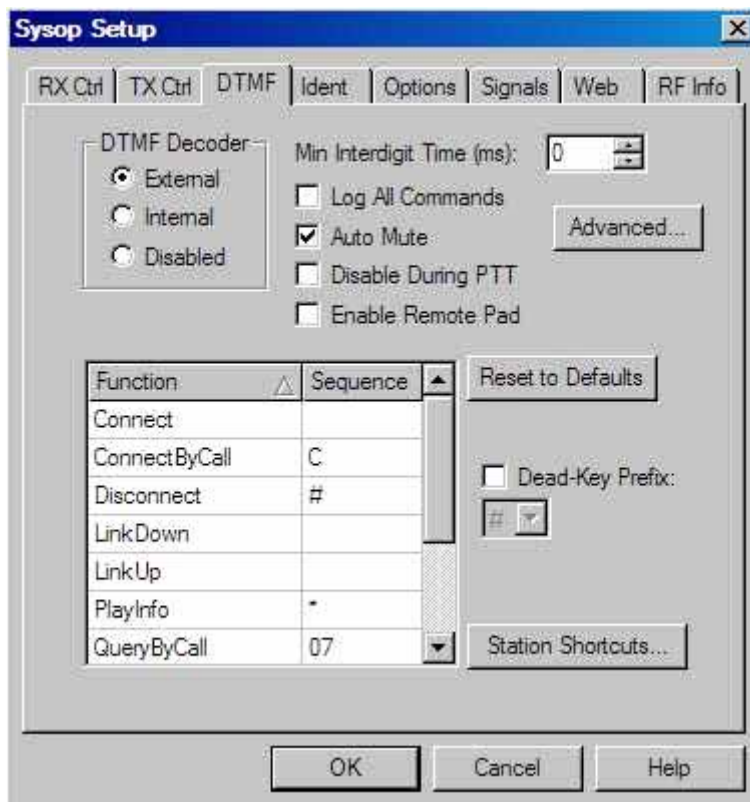 Sysop Setup
RX Ctrl TX Ctrl DTMF Ident Options Signals Web RF Info
DTMF Decoder
External
Internal
Disabled
Min Interdigit Time (ms): 0
Log All Commands
Auto Mute
Disable During PTT
Enable Remote Pad
Advanced...
Function Sequence
Connect
ConnectByCall C
Disconnect #
LinkDown
LinkUp
PlayInfo *
QueryByCall 07
Reset to Defaults
Dead-Key Prefix:
#
Station Shortcuts...
OK Cancel Help